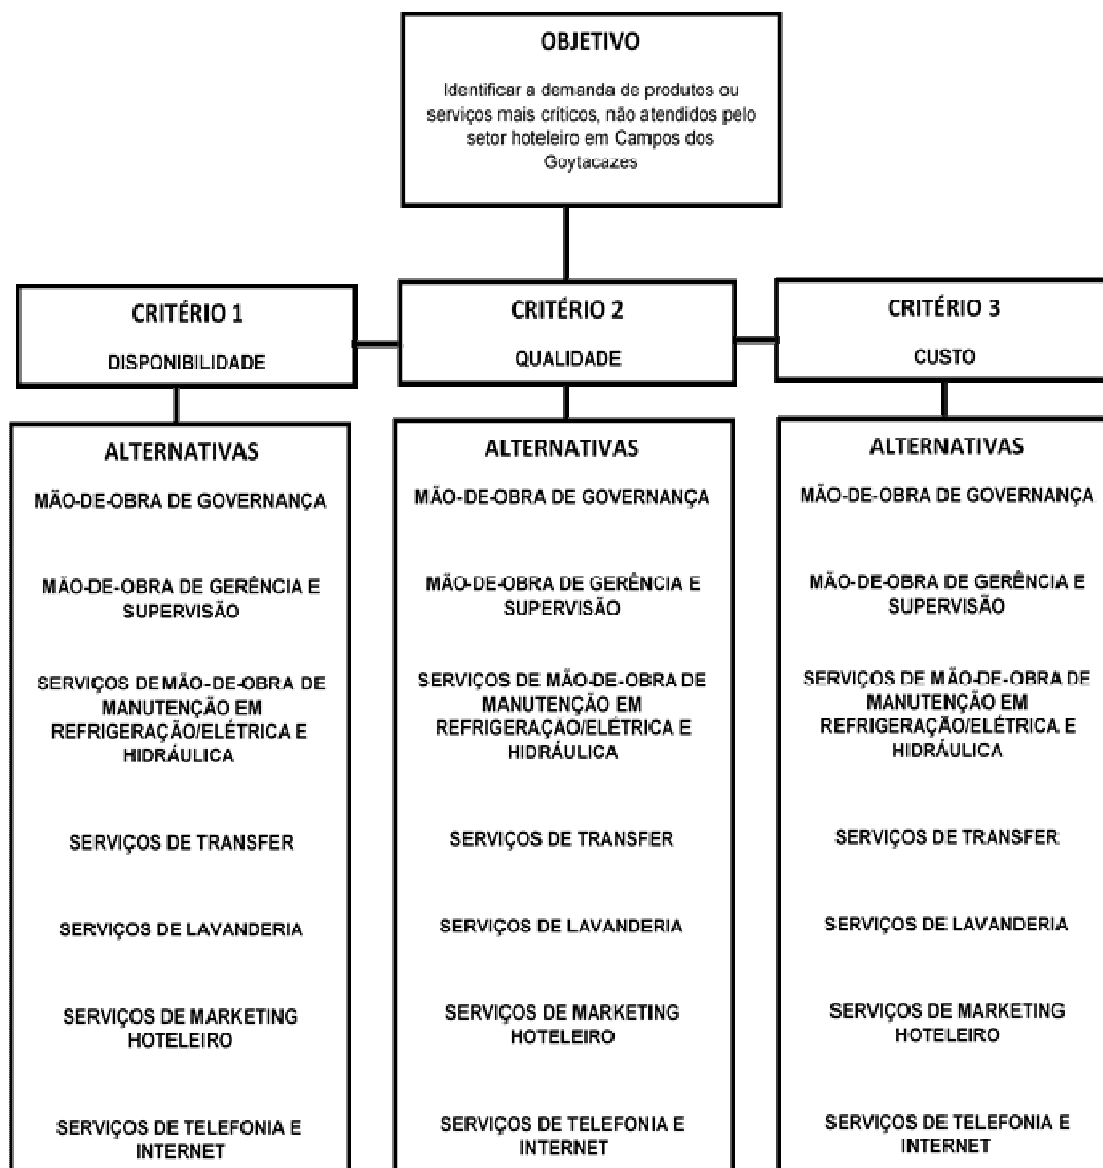 OBJETIVO
Identificar a demanda de produtos ou
serviços mais críticos, não atendidos pelo
setor hoteleiro em Campos dos
Goytacazes
CRITÉRIO 1
DISPONIBILIDADE
CRITÉRIO 2
QUALIDADE
CRITÉRIO 3
CUSTO
ALTERNATIVAS
MÃO-DE-OBRA DE GOVERNANÇA
MÃO-DE-OBRA DE GERÊNCIA E
SUPERVISÃO
SERVIÇOS DE MÃO-DE-OBRA DE
MANUTENÇÃO EM
REFRIGERAÇÃO/ELÉTRICA E
HIDRÁULICA
SERVIÇOS DE TRANSFER
SERVIÇOS DE LAVANDERIA
SERVIÇOS DE MARKETING
HOTELEIRO
SERVIÇOS DE TELEFONIA E
INTERNET
ALTERNATIVAS
MÃO-DE-OBRA DE GOVERNANÇA
MÃO-DE-OBRA DE GERÊNCIA E
SUPERVISÃO
SERVIÇOS DE MÃO-DE-OBRA DE
MANUTENÇÃO EM
REFRIGERAÇÃO/ELÉTRICA E
HIDRÁULICA
SERVIÇOS DE TRANSFER
SERVIÇOS DE LAVANDERIA
SERVIÇOS DE MARKETING
HOTELEIRO
SERVIÇOS DE TELEFONIA E
INTERNET
ALTERNATIVAS
MÃO-DE-OBRA DE GOVERNANÇA
MÃO-DE-OBRA DE GERÊNCIA E
SUPERVISÃO
SERVIÇOS DE MÃO-DE-OBRA DE
MANUTENÇÃO EM
REFRIGERAÇÃO/ELÉTRICA E
HIDRÁULICA
SERVIÇOS DE TRANSFER
SERVIÇOS DE LAVANDERIA
SERVIÇOS DE MARKETING
HOTELEIRO
SERVIÇOS DE TELEFONIA E
INTERNET